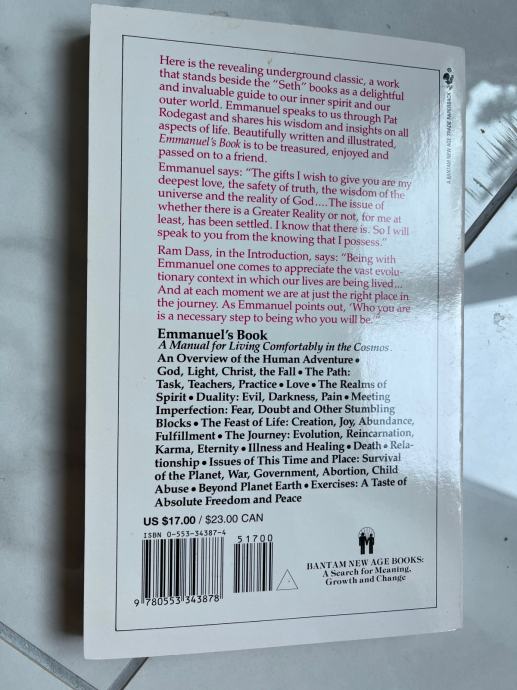 Here is the revealing underground classic, a work
that stands beside the "Seth" books as a delightful
and invaluable guide to our inner spirit and our
outer world. Emmanuel speaks to us through Pat
Rodegast and shares his wisdom and insights on all
aspects of life. Beautifully written and illustrated,
Emmanuel's Book is to be treasured, enjoyed and
passed on to a friend.
Emmanuel says: "The gifts I wish to give you are my
deepest love, the safety of truth, the wisdom of the
universe and the reality of God....The issue of
whether there is a Greater Reality or not, for me at
least, has been settled. I know that there is. So I will
speak to you from the knowing that I possess."
Ram Dass, in the Introduction, says: "Being with
Emmanuel one comes to appreciate the vast evolu-
tionary context in which our lives are being lived...
And at each moment we are at just the right place in
the journey. As Emmanuel points out, 'Who you are
is a necessary step to being who you will be.'"
Emmanuel's Book
A Manual for Living Comfortably in the Cosmos.
An Overview of the Human Adventure •
God, Light, Christ, the Fall • The Path:
Task, Teachers, Practice • Love • The Realms of
Spirit • Duality: Evil, Darkness, Pain • Meeting
Imperfection: Fear, Doubt and Other Stumbling
Blocks • The Feast of Life: Creation, Joy, Abundance,
Fulfillment • The Journey: Evolution, Reincarnation,
Karma, Eternity • Illness and Healing • Death • Rela-
tionship • Issues of This Time and Place: Survival
of the Planet, War, Government, Abortion, Child
Abuse • Beyond Planet Earth • Exercises: A Taste of
Absolute Freedom and Peace
US $17.00 / $23.00 CAN
ISBN 0-553-34387-4
51700
9 780553 343878
BANTAM NEW AGE BOOKS:
A Search for Meaning,
Growth and Change
A BANTAM NEW AGE TRADE PAPERBACK